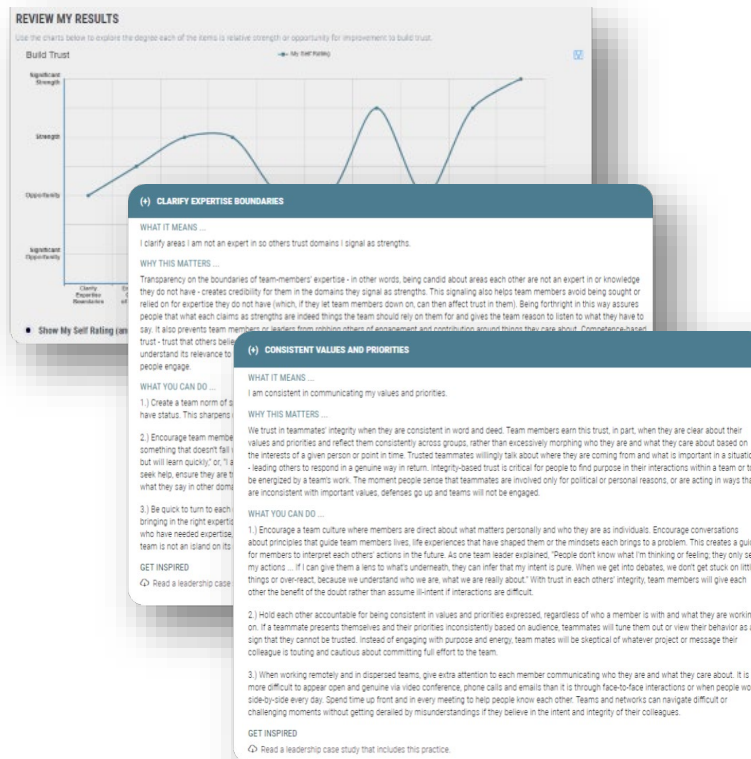 REVIEW MY RESULTS
Use the charts below to explore the degree each of the items is relative strength or opportunity for improvement to build trust.
Build Trust
My Self Rating
Significant
Strength
Strength
Opportunity
Significant
Opportunity
Clarify
Expertise
Boundaries
Show My Self Rating (an
(+) CLARIFY EXPERTISE BOUNDARIES
WHAT IT MEANS ...
I clarify areas I am not an expert in so others trust domains I signal as strengths.
WHY THIS MATTERS ...
Transparency on the boundaries of team-members' expertise - in other words, being candid about areas each other are not an expert in or knowledge
they do not have - creates credibility for them in the domains they signal as strengths. This signaling also helps team members avoid being sought or
relied on for expertise they do not have (which, if they let team members down on, can then affect trust in them). Being forthright in this way assures
people that what each claims as strengths are indeed things the team should rely on them for and gives the team reason to listen to what they have to
say. It also prevents team members or leaders from robbing others of engagement and contribution around things they care about. Competence-based
trust - trust that others belie
understand its relevance to
people engage.
WHAT YOU CAN DO ...
1.) Create a team norm of s
have status. This sharpens
2.) Encourage team membe
something that doesn't fall
but will learn quickly," or, "I a
seek help, ensure they are t
what they say in other doma
3.) Be quick to turn to each
bringing in the right expertis
who have needed expertise,
team is not an island on its
GET INSPIRED
Read a leadership case
(+) CONSISTENT VALUES AND PRIORITIES
WHAT IT MEANS ...
I am consistent in communicating my values and priorities.
WHY THIS MATTERS ...
We trust in teammates' integrity when they are consistent in word and deed. Team members earn this trust, in part, when they are clear about their
values and priorities and reflect them consistently across groups, rather than excessively morphing who they are and what they care about based on
the interests of a given person or point in time. Trusted teammates willingly talk about where they are coming from and what is important in a situatio
- leading others to respond in a genuine way in return. Integrity-based trust is critical for people to find purpose in their interactions within a team or to
be energized by a team's work. The moment people sense that teammates are involved only for political or personal reasons, or are acting in ways tha
are inconsistent with important values, defenses go up and teams will not be engaged.
WHAT YOU CAN DO ...
1.) Encourage a team culture where members are direct about what matters personally and who they are as individuals. Encourage conversations
about principles that guide team members lives, life experiences that have shaped them or the mindsets each brings to a problem. This creates a guid
for members to interpret each others' actions in the future. As one team leader explained, "People don't know what I'm thinking or feeling; they only se
my actions ... If I can give them a lens to what's underneath, they can infer that my intent is pure. When we get into debates, we don't get stuck on littl
things or over-react, because we understand who we are, what we are really about." With trust in each others' integrity, team members will give each
other the benefit of the doubt rather than assume ill-intent if interactions are difficult.
2.) Hold each other accountable for being consistent in values and priorities expressed, regardless of who a member is with and what they are workin
on. If a teammate presents themselves and their priorities inconsistently based on audience, teammates will tune them out or view their behavior as a
sign that they cannot be trusted. Instead of engaging with purpose and energy, team mates will be skeptical of whatever project or message their
colleague is touting and cautious about committing full effort to the team.
3.) When working remotely and in dispersed teams, give extra attention to each member communicating who they are and what they care about. It is
more difficult to appear open and genuine via video conference, phone calls and emails than it is through face-to-face interactions or when people wo
side-by-side every day. Spend time up front and in every meeting to help people know each other. Teams and networks can navigate difficult or
challenging moments without getting derailed by misunderstandings if they believe in the intent and integrity of their colleagues.
GET INSPIRED
Read a leadership case study that includes this practice.